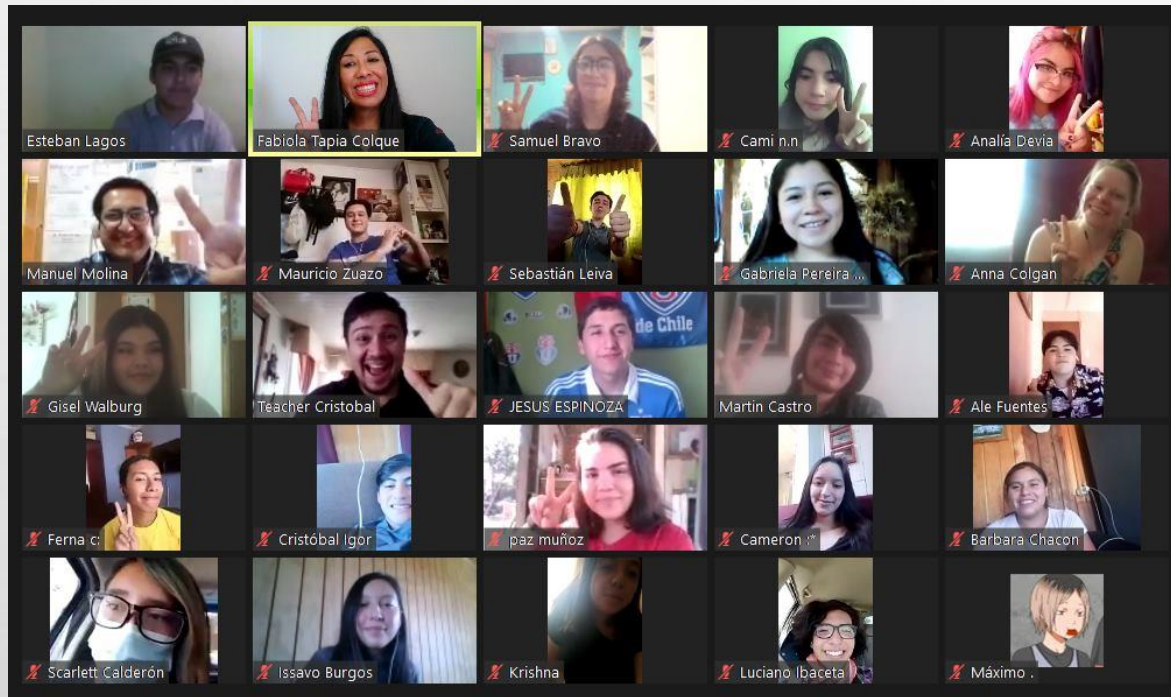 Esteban Lagos
Fabiola Tapia Colque
Samuel Bravo
Cami n.n
Analía Devia
Manuel Molina
Mauricio Zuazo
Sebastián Leiva
Gabriela Pereira ...
Anna Colgan
Gisel Walburg
Teacher Cristobal
de Chile
JESUS ESPINOZA
Martin Castro
Ale Fuentes
Ferna c:
Cristóbal Igor
paz muñoz
Cameron :*
Barbara Chacon
Scarlett Calderón
Issavo Burgos
Krishna
Luciano Ibaceta
Máximo .